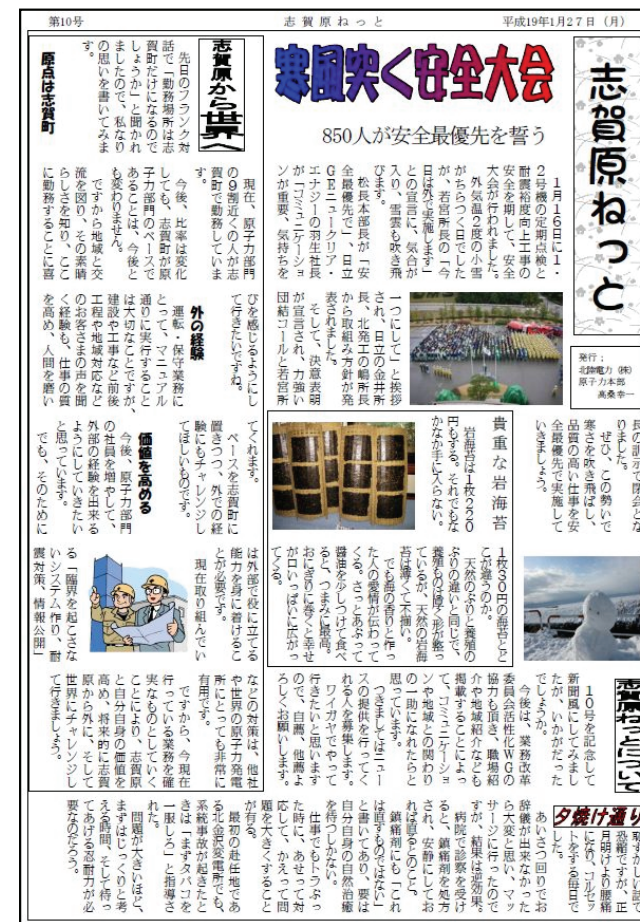 第10号
志賀原ねっと
平成19年1月27日（月）
志賀原ねっと
発行；
北陸電力（株）
原子力本部
高桑幸一
寒風突く安全大会
850人が安全最優先を誓う
１月１６日に１・
２号機の定期点検と
耐震裕度向上工事の
安全を期して、安全
大会が行われました。
外気温２度の小雪
がちらつく日でした
が、若宮所長の「今
日は外で実施します」
との宣言に、気合が
入り、雪雲も吹き飛
びます。
松長本部長が「安
全最優先で」、日立
ＧＥニュークリア・
エナジーの羽生社長
が「コミュニケーショ
ンが重要、気持ちを
一つにして」と挨拶
され、日立の金井所
長、北発工の嶋所長
から取組み方針が発
表されました。
そして、決意表明
が宣言され、力強い
団結コールと若宮所
長の訓示で閉会とな
りました。
ぜひ、この勢いで
寒さを吹き飛ばし、
品質の高い仕事を安
全最優先で実施して
いきましょう。
志賀原から世界へ
先日のフランク対
話で「勤務場所は志
賀町だけになるので
しょうか」と聞かれ
ましたので、私なり
の思いを書いてみま
す。
原点は志賀町
現在、原子力部門
の９割近くの人が志
賀町で勤務していま
す。
今後、比率は変化
しても、志賀町が原
子力部門のベースで
あることは、今後と
も変わりません。
ですから地域と交
流を図り、その素晴
らしさを知り、ここ
に勤務することに喜
びを感じるようにし
て行きたいですね。
外の経験
運転・保守業務に
とって、マニュアル
通りに実行すること
は大切なことですが、
建設や工事など前後
工程や地域対応など
のお客さまの声を聞
く経験も、仕事の質
を高め、人間を磨い
てくれます。
ベースを志賀町に
置きつつ、外での経
験にもチャレンジし
てほしいものです。
価値を高める
今後、原子力部門
の社員を増やして、
外部の経験を出来る
ようにしていきたい
と思っています。
でも、そのために
は外部で役に立てる
能力を身に着けるこ
とが必要です。
現在取り組んでい
る「臨界を起こさな
いシステム作り、耐
震対策、情報公開」
などの対策は、他社
や世界の原子力発電
所にとっても非常に
有用です。
ですから、今現在
行っている業務を確
実なものとしていく
ことにより、志賀原
と自分自身の価値を
高め、将来的に志賀
原から外に、そして
世界にチャレンジし
て行きましょう。
貴重な岩海苔
岩海苔は１枚２５０
円もする。それでもな
かなか手に入らない。
１枚３０円の海苔とど
こが違うのか。
天然のぶりと養殖の
ぶりの違いと同じで、
養殖ものは厚く形が整っ
ているが、天然の岩海
苔は薄くて不揃い。
でも海の香りと作っ
た人の愛情が伝わって
くる。さっとあぶって
醤油を少しつけて食べ
ると、つまみに最高。
おにぎりに巻くと幸せ
が口いっぱいに広がっ
てくる。
志賀原ねっとについて
１０号を記念して
新聞風にしてみまし
たが、いかがだった
でしょうか。
今後は、業務改革
委員会活性化ＷＧの
協力も頂き、職場紹
介や地域紹介なども
掲載することによっ
て、コミュニケーショ
ンや地域との関わり
の一助になれたらと
思っています。
つきましてはニュー
スの提供を行ってく
れる人を募集します。
ワイガヤでやって
行きたいと思います
ので、自薦、他薦よ
ろしくお願いします。
夕焼け通り
恐縮ですが、正
月明けより腰痛
になり、コルセッ
トをする毎日で
した。
あいさつ回りでお
辞儀が出来なかった
ら大変と思い、マッ
サージに行ったので
すが、結果は逆効果。
病院で診察を受け
ると、鎮痛剤を処方
され、安静にしてお
れば直るとのこと。
鎮痛剤にも「これ
は直すものではない」
と書いてあり、要は
自分自身の自然治癒
を待つしかない。
仕事でもトラぶっ
た時に、あせって対
応して、かえって問
題を大きくすること
が有る。
最初の赴任地であ
る北金沢変電所でも、
系統事故が起きたと
きは「まずタバコを
一服しろ」と指導さ
れた。
問題が大きいほど、
まずはじっくりと考
える時間、そして待っ
てあげる忍耐力が必
要なのだろう。